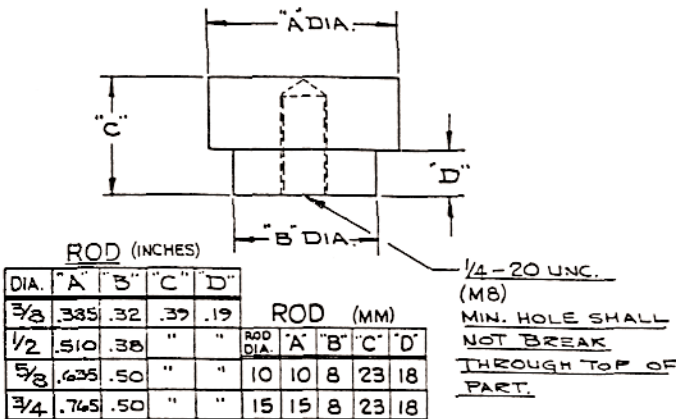 "A" DIA.
"C"
"D"
"B" DIA.
1/4-20 UNC.
(M8)
MIN. HOLE SHALL
NOT BREAK
THROUGH TOP OF
PART.
ROD (INCHES)
DIA. "A" "B" "C" "D"
3/8 .385 .32 .39 .19
1/2 .510 .38 " "
5/8 .635 .50 " "
3/4 .765 .50 " "
ROD (MM)
ROD DIA. "A" "B" "C" "D"
10 10 8 23 18
15 15 8 23 18